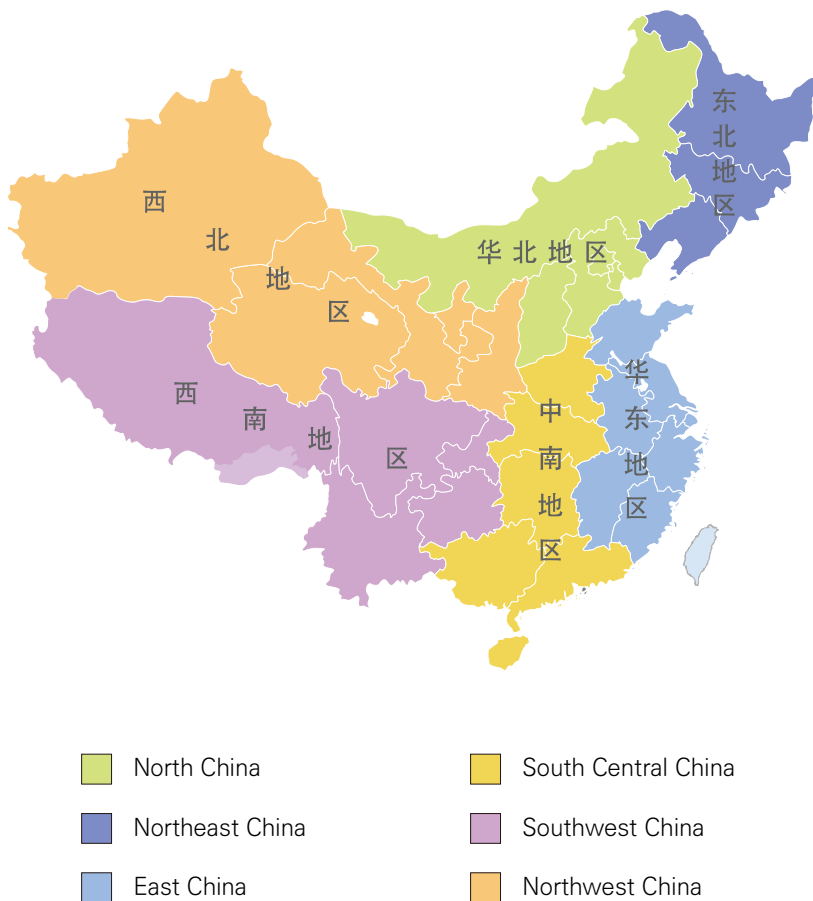 东北地区
西北地区
华北地区
西南地区
中南地区
华东地区
North China
Northeast China
East China
South Central China
Southwest China
Northwest China